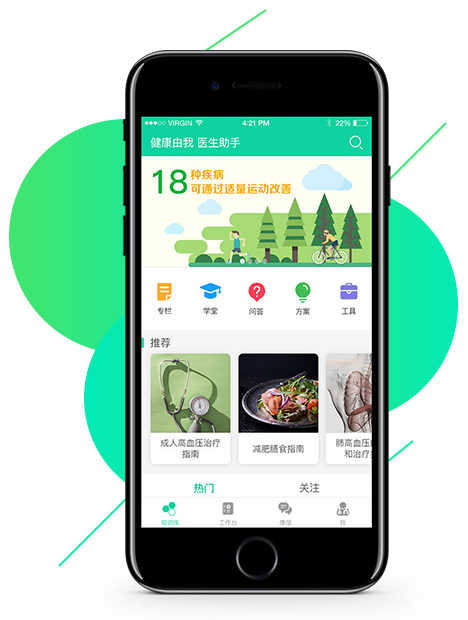 VIRGIN 4:21 PM 22%
健康由我 医生助手
18 种疾病
可通过适量运动改善
专栏 学堂 问答 方案 工具
推荐
成人高血压治疗
指南
减肥膳食指南
肺高血压的
和治疗
热门 关注
知识库 工作台 康信 我